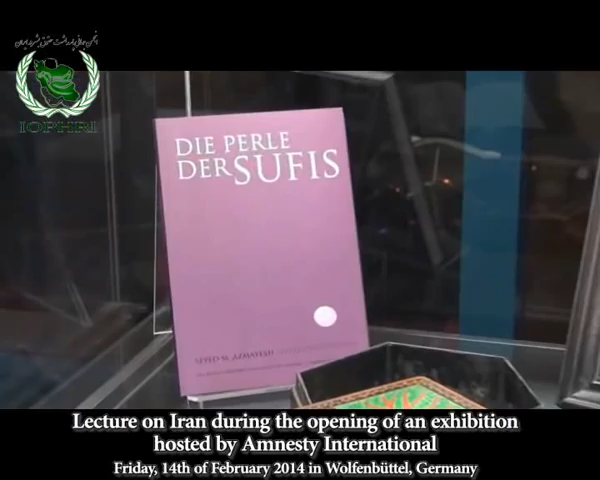 IOPHRI
DIE PERLE
DER SUFIS
SEYED M. AZMAYESH
Lecture on Iran during the opening of an exhibition
hosted by Amnesty International
Friday, 14th of February 2014 in Wolfenbüttel, Germany